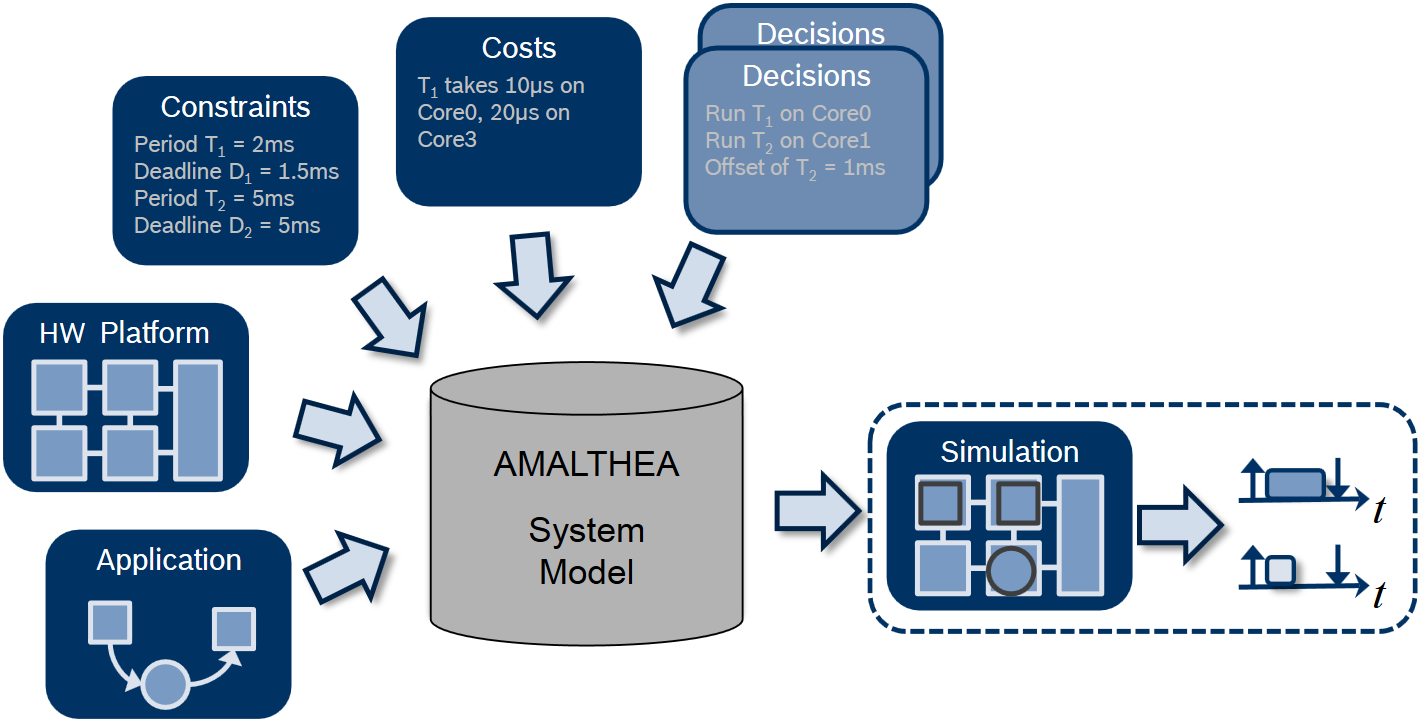 Constraints
Period T₁ = 2ms
Deadline D₁ = 1.5ms
Period T₂ = 5ms
Deadline D₂ = 5ms
Costs
T₁ takes 10µs on
Core0, 20µs on
Core3
Decisions
Decisions
Run T₁ on Core0
Run T₂ on Core1
Offset of T₂ = 1ms
HW Platform
Application
AMALTHEA
System
Model
Simulation
t
t